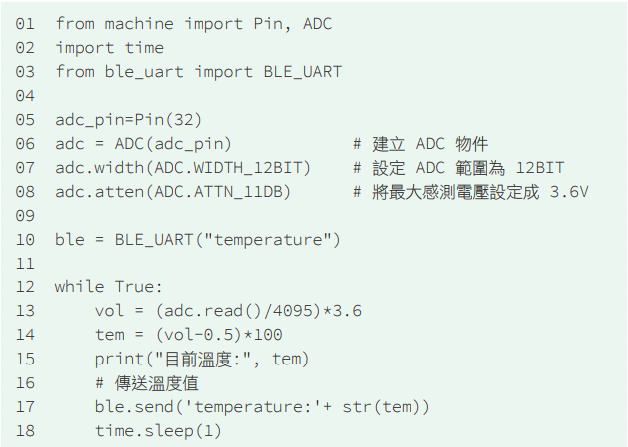 01  from machine import Pin, ADC
02  import time
03  from ble_uart import BLE_UART
04
05  adc_pin=Pin(32)
06  adc = ADC(adc_pin)            # 建立 ADC 物件
07  adc.width(ADC.WIDTH_12BIT)    # 設定 ADC 範圍為 12BIT
08  adc.atten(ADC.ATTN_11DB)      # 將最大感測電壓設定成 3.6V
09
10  ble = BLE_UART("temperature")
11
12  while True:
13      vol = (adc.read()/4095)*3.6
14      tem = (vol-0.5)*100
15      print("目前溫度:", tem)
16      # 傳送溫度值
17      ble.send('temperature:'+ str(tem))
18      time.sleep(1)